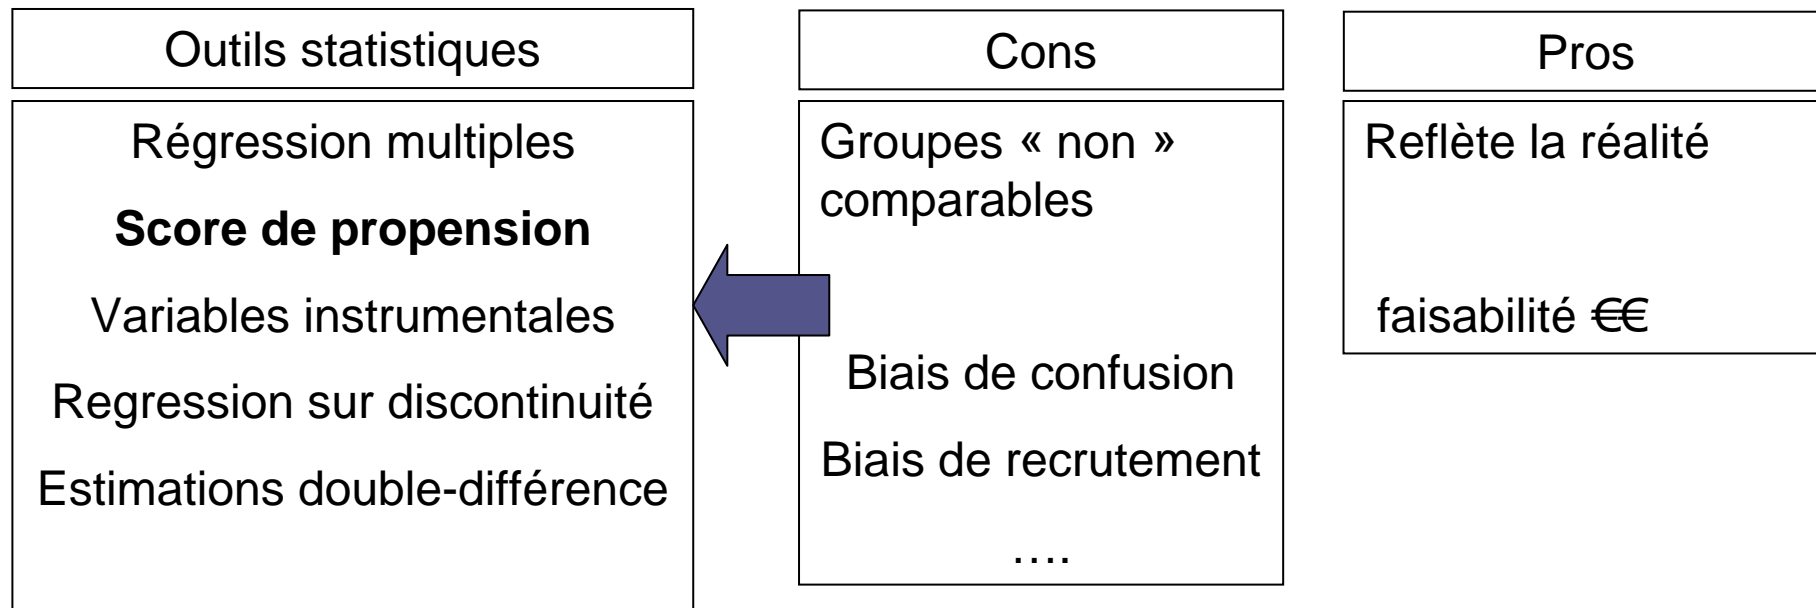 Outils statistiques
Régression multiples
Score de propension
Variables instrumentales
Regression sur discontinuité
Estimations double-différence
Cons
Groupes « non »
comparables
Biais de confusion
Biais de recrutement
….
Pros
Reflète la réalité
faisabilité €€